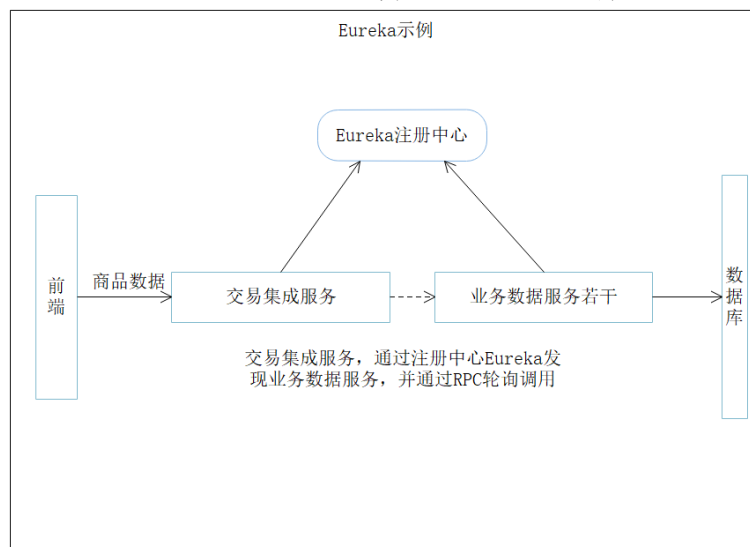 Eureka示例
Eureka注册中心
前端
商品数据
交易集成服务
业务数据服务若干
数据库
交易集成服务，通过注册中心Eureka发
现业务数据服务，并通过RPC轮询调用